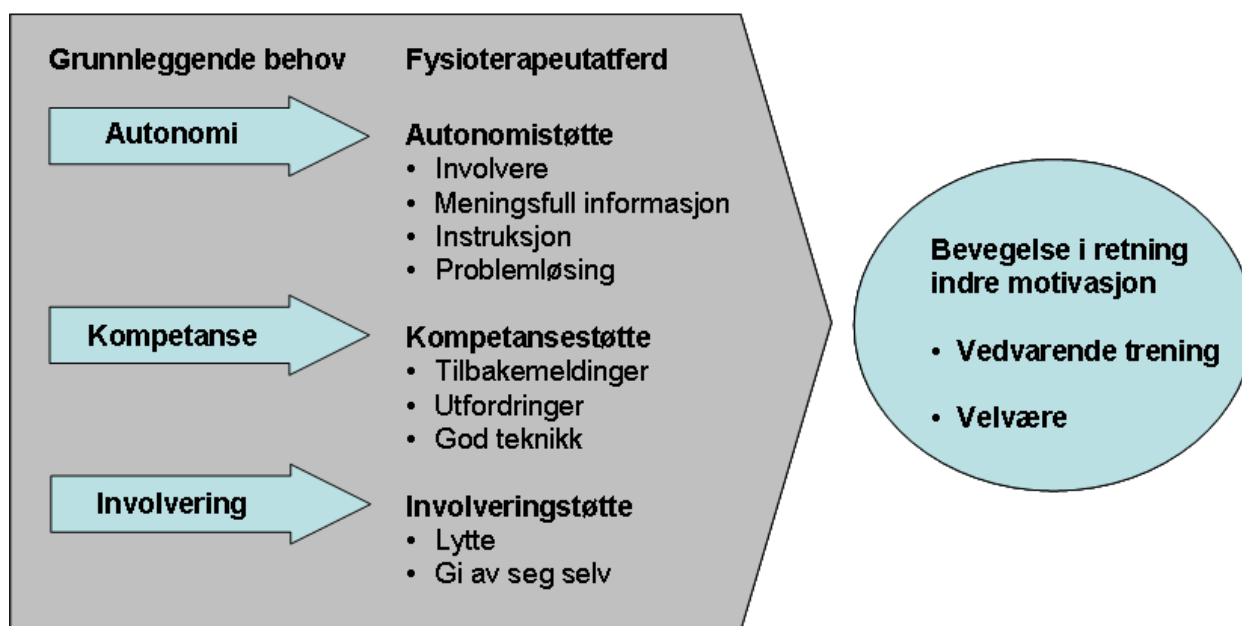 Grunnleggende behov
Fysioterapeutatferd
Autonomi
Autonomistøtte
• Involvere
• Meningsfull informasjon
• Instruksjon
• Problemløsing
Kompetanse
Kompetansestøtte
• Tilbakemeldinger
• Utfordringer
• God teknikk
Involvering
Involveringstøtte
• Lytte
• Gi av seg selv
Bevegelse i retning
indre motivasjon
• Vedvarende trening
• Velvære